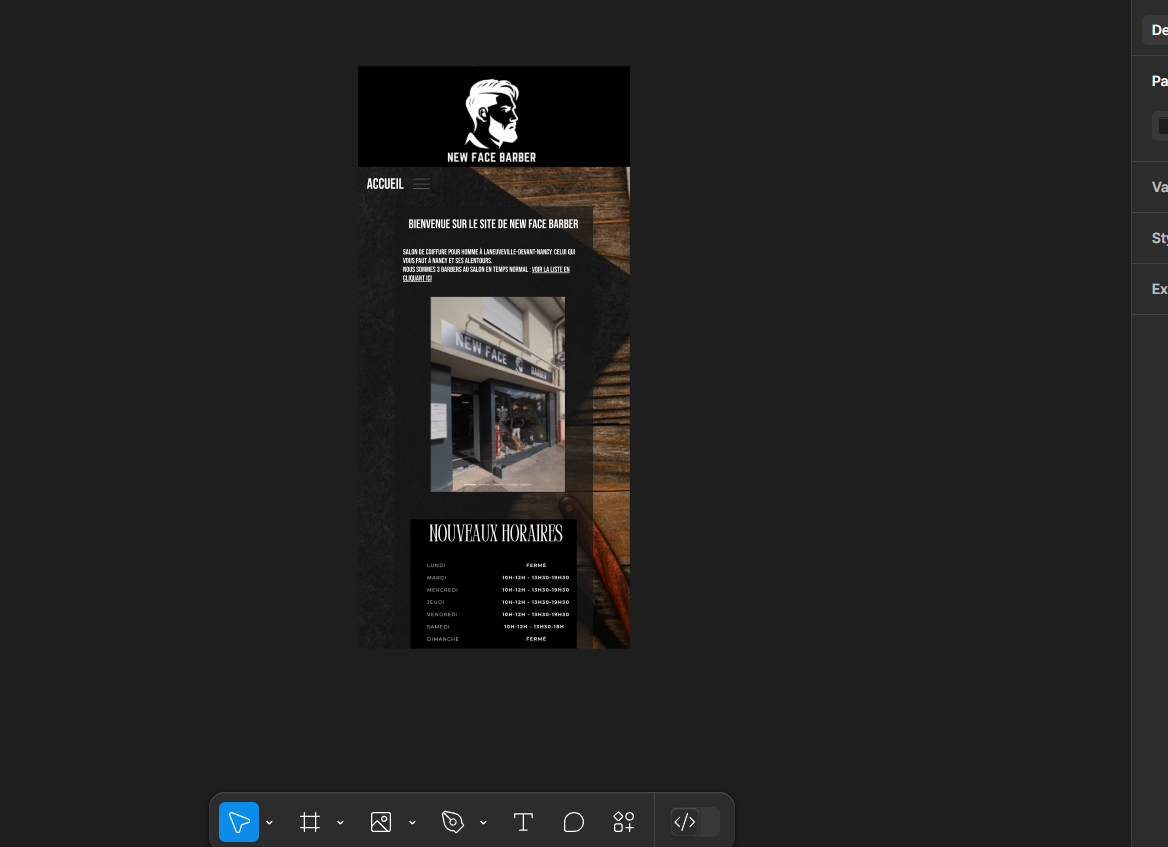 De
Pa
Va
Sty
Ex
NEW FACE BARBER
ACCUEIL
BIENVENUE SUR LE SITE DE NEW FACE BARBER
SALON DE COIFFURE POUR HOMME À LANEUVEVILLE-DEVANT-NANCY. CELUI QUI
VOUS FAUT À NANCY ET SES ALENTOURS.
NOUS SOMMES 3 BARBERS AU SALON EN TEMPS NORMAL : VOIR LA LISTE EN
CLIQUANT ICI
NEW FACE BARBER
NOUVEAUX HORAIRES
LUNDI FERMÉ
MARDI 10H-12H - 13H30-19H30
MERCREDI 10H-12H - 13H30-19H30
JEUDI 10H-12H - 13H30-19H30
VENDREDI 10H-12H - 13H30-19H30
SAMEDI 10H-12H - 13H30-18H
DIMANCHE FERMÉ